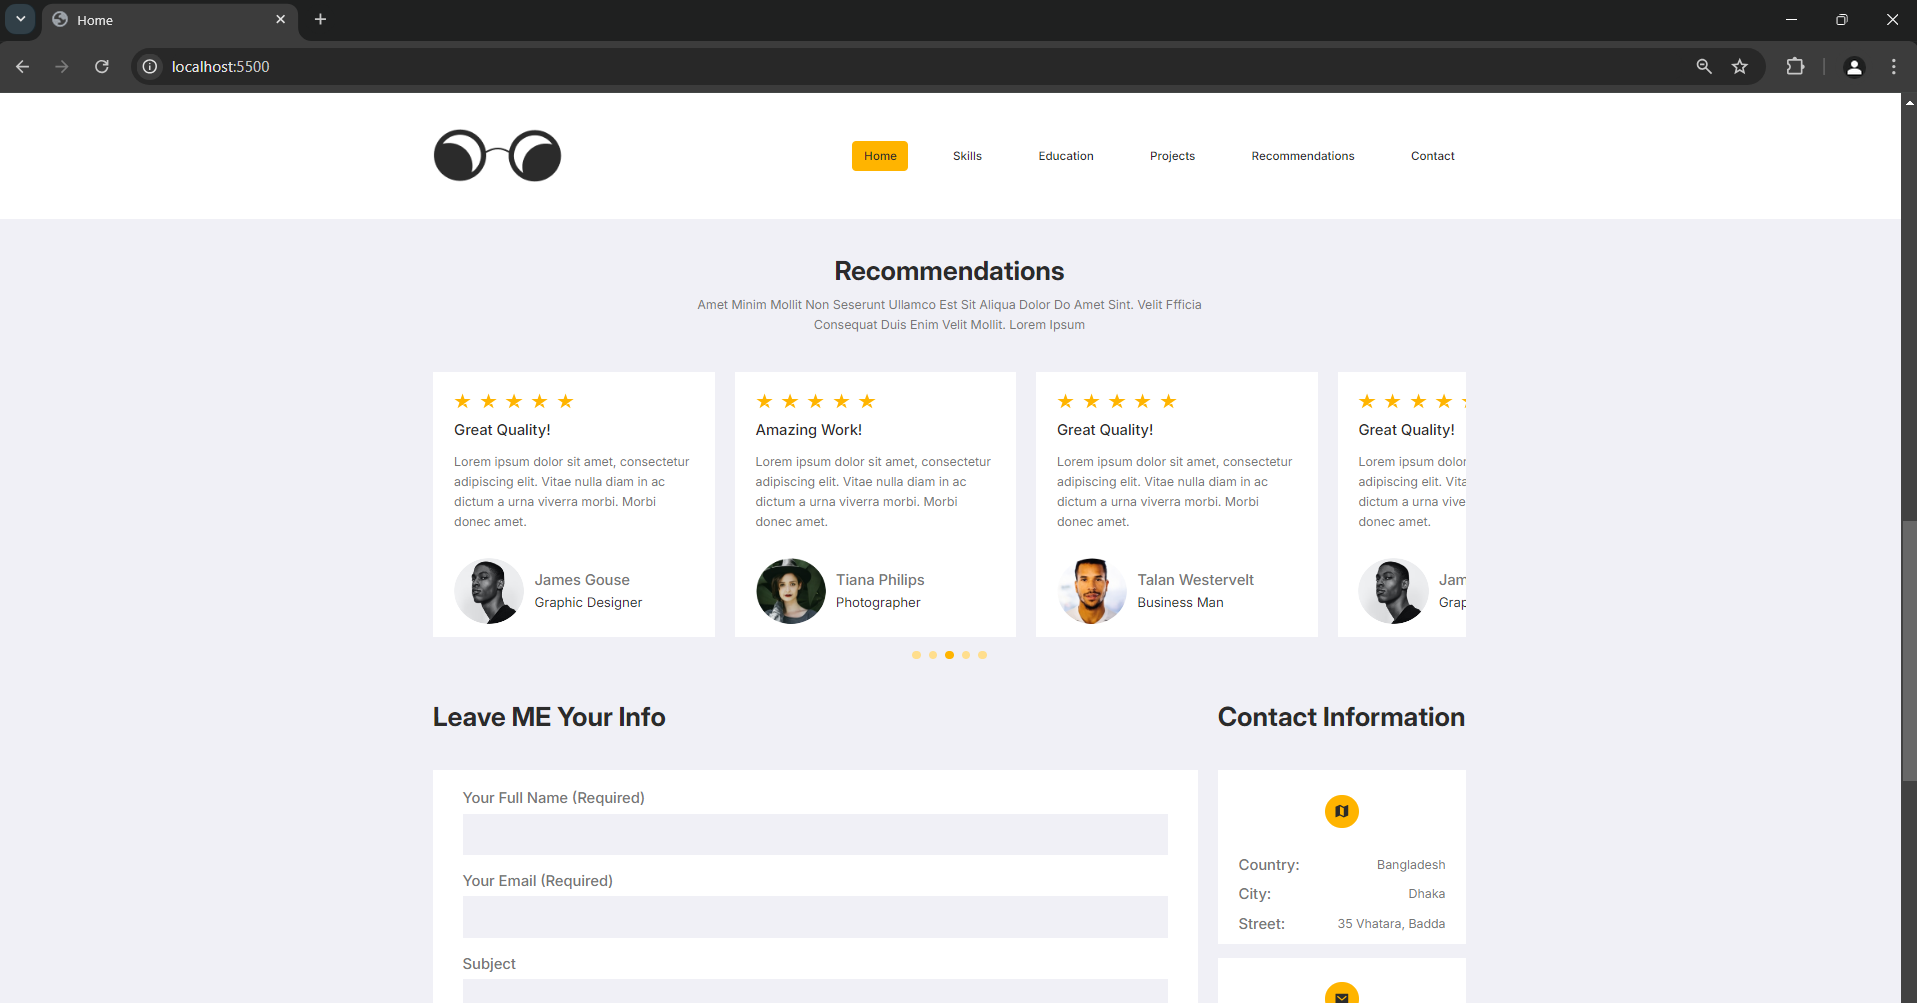 Home
localhost:5500
Home
Skills
Education
Projects
Recommendations
Contact
Recommendations
Amet Minim Mollit Non Seserunt Ullamco Est Sit Aliqua Dolor Do Amet Sint. Velit Ffficia
Consequat Duis Enim Velit Mollit. Lorem Ipsum
Great Quality!
Lorem ipsum dolor sit amet, consectetur
adipiscing elit. Vitae nulla diam in ac
dictum a urna viverra morbi. Morbi
donec amet.
James Gouse
Graphic Designer
Amazing Work!
Lorem ipsum dolor sit amet, consectetur
adipiscing elit. Vitae nulla diam in ac
dictum a urna viverra morbi. Morbi
donec amet.
Tiana Philips
Photographer
Great Quality!
Lorem ipsum dolor sit amet, consectetur
adipiscing elit. Vitae nulla diam in ac
dictum a urna viverra morbi. Morbi
donec amet.
Talan Westervelt
Business Man
Great Quality!
Lorem ipsum dolor
adipiscing elit. Vita
dictum a urna vive
donec amet.
Jam
Grap
Leave ME Your Info
Your Full Name (Required)
Your Email (Required)
Subject
Contact Information
Country: Bangladesh
City: Dhaka
Street: 35 Vhatara, Badda